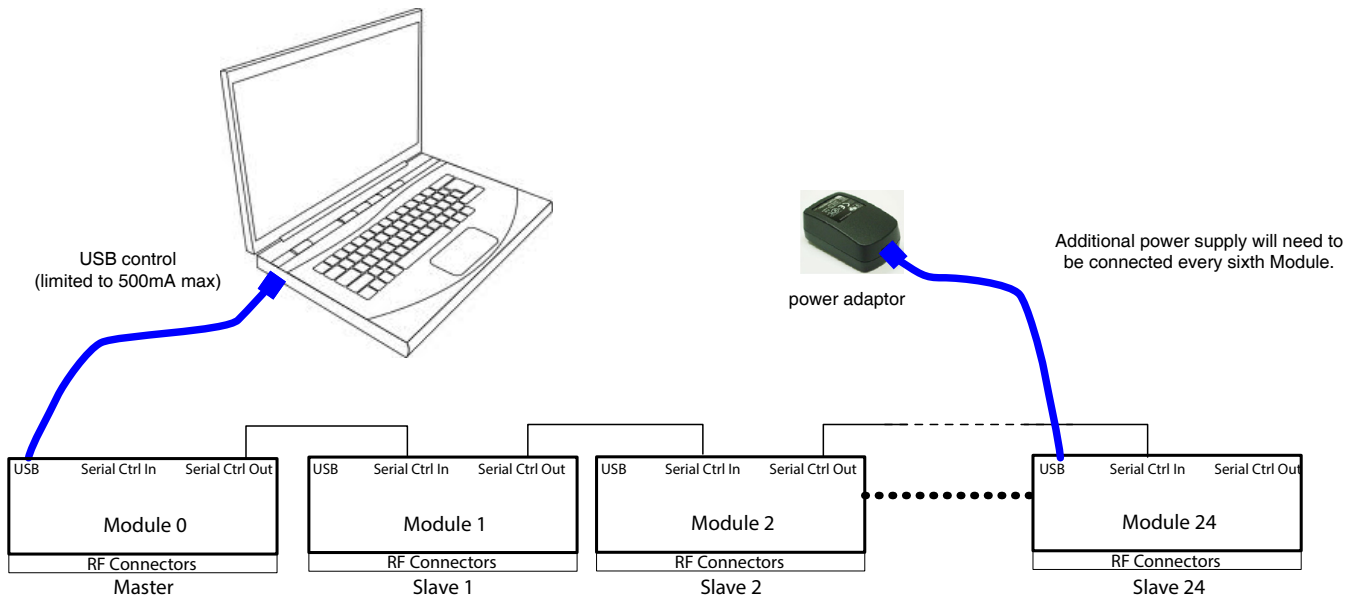 USB control
(limited to 500mA max)
power adaptor
Additional power supply will need to
be connected every sixth Module.
USB Serial Ctrl In Serial Ctrl Out
Module 0
RF Connectors
Master
USB Serial Ctrl In Serial Ctrl Out
Module 1
RF Connectors
Slave 1
USB Serial Ctrl In Serial Ctrl Out
Module 2
RF Connectors
Slave 2
USB Serial Ctrl In Serial Ctrl Out
Module 24
RF Connectors
Slave 24